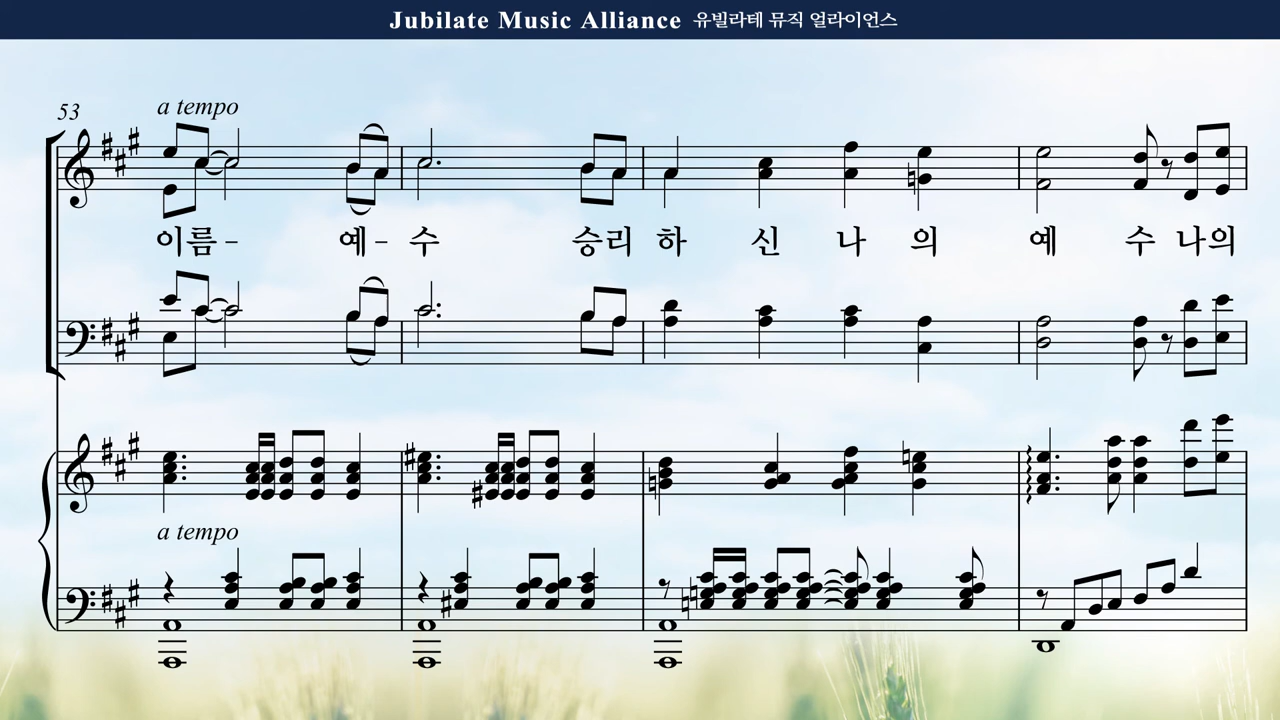 Jubilate Music Alliance 유빌라테 뮤직 얼라이언스
53
a tempo
이름- 예- 수 승리 하 신 나 의 예 수 나의
a tempo